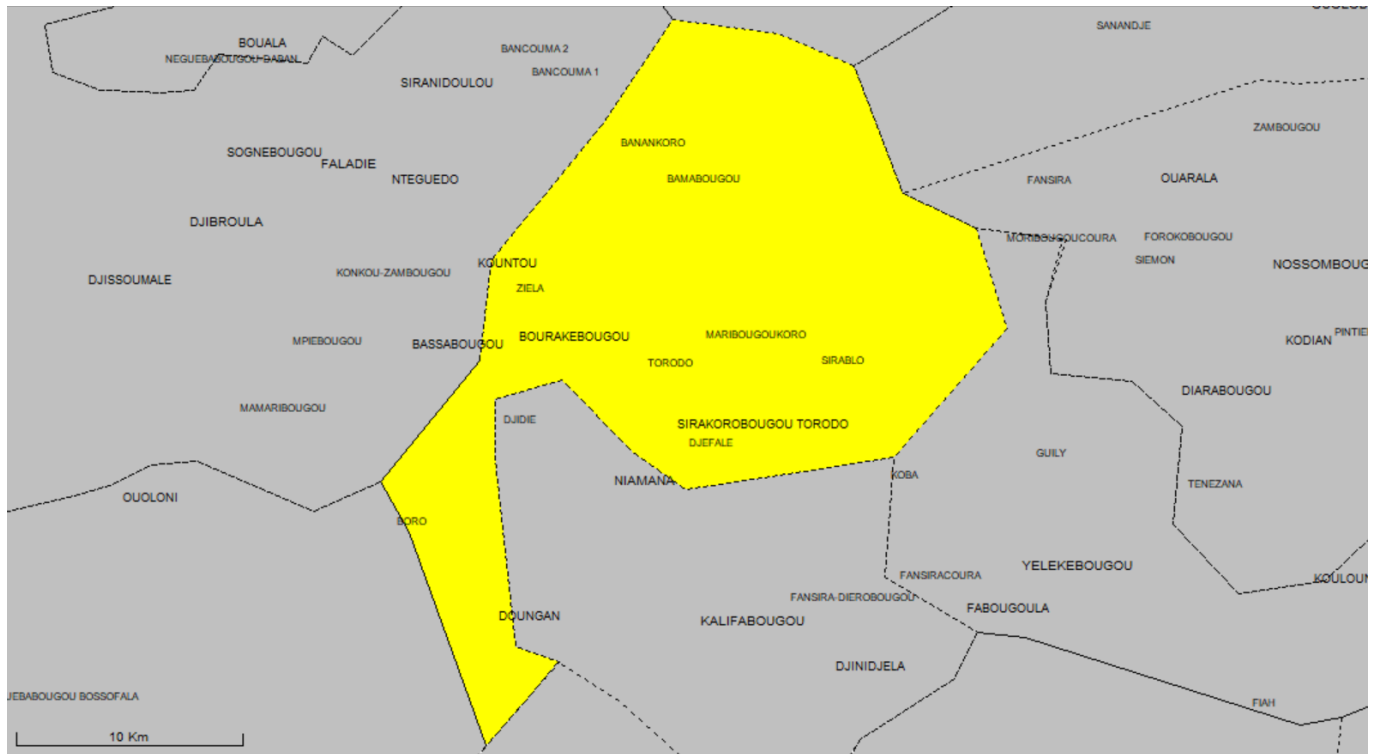 SANANDJE
BOUALA
BANCOUMA 2
NEGUEBABOUGOU-DABAN
BANCOUMA 1
SIRANIDOULOU
ZAMBOUGOU
BANANKORO
SOGNEBOUGOU
FALADIE
NTEGUEDO
BAMABOUGOU
FANSIRA
OUARALA
DJIBROULA
MORIBOUGOUCOURA
FOROKOBOUGOU
SIEMON
KOUNTOU
NOSSOMBOUG
KONKOU-ZAMBOUGOU
DJISSOUMALE
ZIELA
MPIEBOUGOU
BASSABOUGOU
BOURAKEBOUGOU
MARIBOUGOUKORO
KODIAN
PINTIE
TORODO
SIRABLO
DIARABOUGOU
MAMARIBOUGOU
DJIDIE
SIRAKOROBOUGOU TORODO
DJEFALE
GUILY
NIAMANA
KOBA
TENEZANA
OUOLONI
BORO
YELEKEBOUGOU
FANSIRACOURA
KOULOUN
FANSIRA-DIEROBOUGOU
FABOUGOULA
DOUNGAN
KALIFABOUGOU
DJINIDJELA
UEBABOUGOU BOSSOFALA
FIAH
10 Km